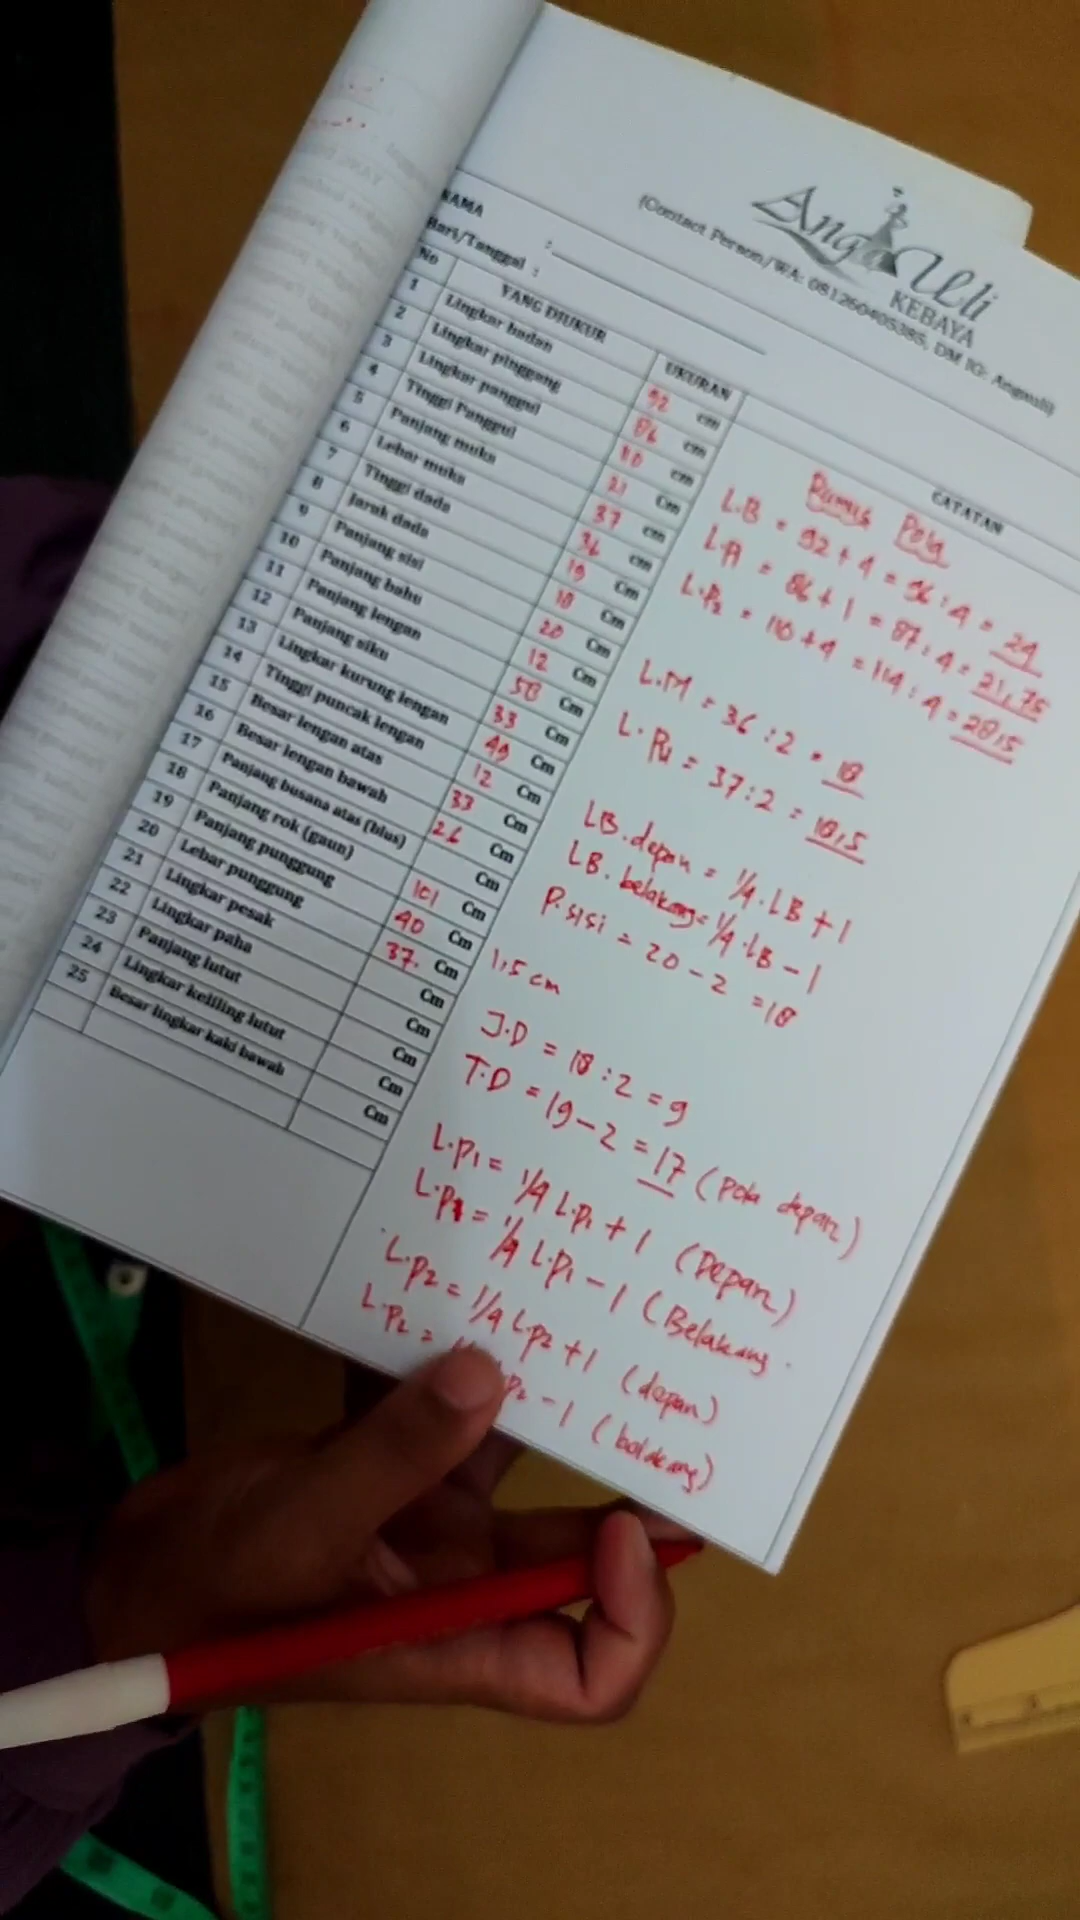 Anga Uli
KEBAYA
(Contact Person/WA: 081260405385, DM IG: Angauli)
NAMA :
Hari/Tanggal :
No YANG DIUKUR UKURAN CATATAN
1 Lingkar badan 92 cm
2 Lingkar pinggang 86 cm
3 Lingkar panggul 110 cm
4 Tinggi Panggul 21 Cm
5 Panjang muka 37 cm
6 Lebar muka 36 cm
7 Tinggi dada 19 Cm
8 Jarak dada 18 Cm
9 Panjang sisi 20 Cm
10 Panjang bahu 12 Cm
11 Panjang lengan 58 Cm
12 Panjang siku 33 Cm
13 Lingkar kurung lengan 49 Cm
14 Tinggi puncak lengan 12 Cm
15 Besar lengan atas 33 Cm
16 Besar lengan bawah 26 Cm
17 Panjang busana atas (blus) Cm
18 Panjang rok (gaun) 101 Cm
19 Panjang punggung 40 Cm
20 Lebar punggung 37. Cm
21 Lingkar pesak Cm
22 Lingkar paha Cm
23 Panjang lutut Cm
24 Lingkar keliling lutut Cm
25 Besar lingkar kaki bawah Cm
Rumus Pola
L.B = 92 + 4 = 96 : 4 = 24
= 86 + 1 = 87 : 4 = 21,75
L.P2 = 110 + 4 = 114 : 4 = 28,5
L.M = 36 : 2 = 18
L.Pu = 37 : 2 = 18,5
LB. depan = 1/4 . LB + 1
LB. belakang = 1/4 . LB - 1
P. sisi = 20 - 2 = 18
1,5 cm
J.D = 18 : 2 = 9
T.D = 19 - 2 = 17 (pola depan)
L.P1 = 1/4 L.P1 + 1 (Depan)
L.P1 = 1/4 L.P1 - 1 (Belakang.
L.P2 = 1/4 L.P2 + 1 (depan)
L.P2 = P2 - 1 (belakang)